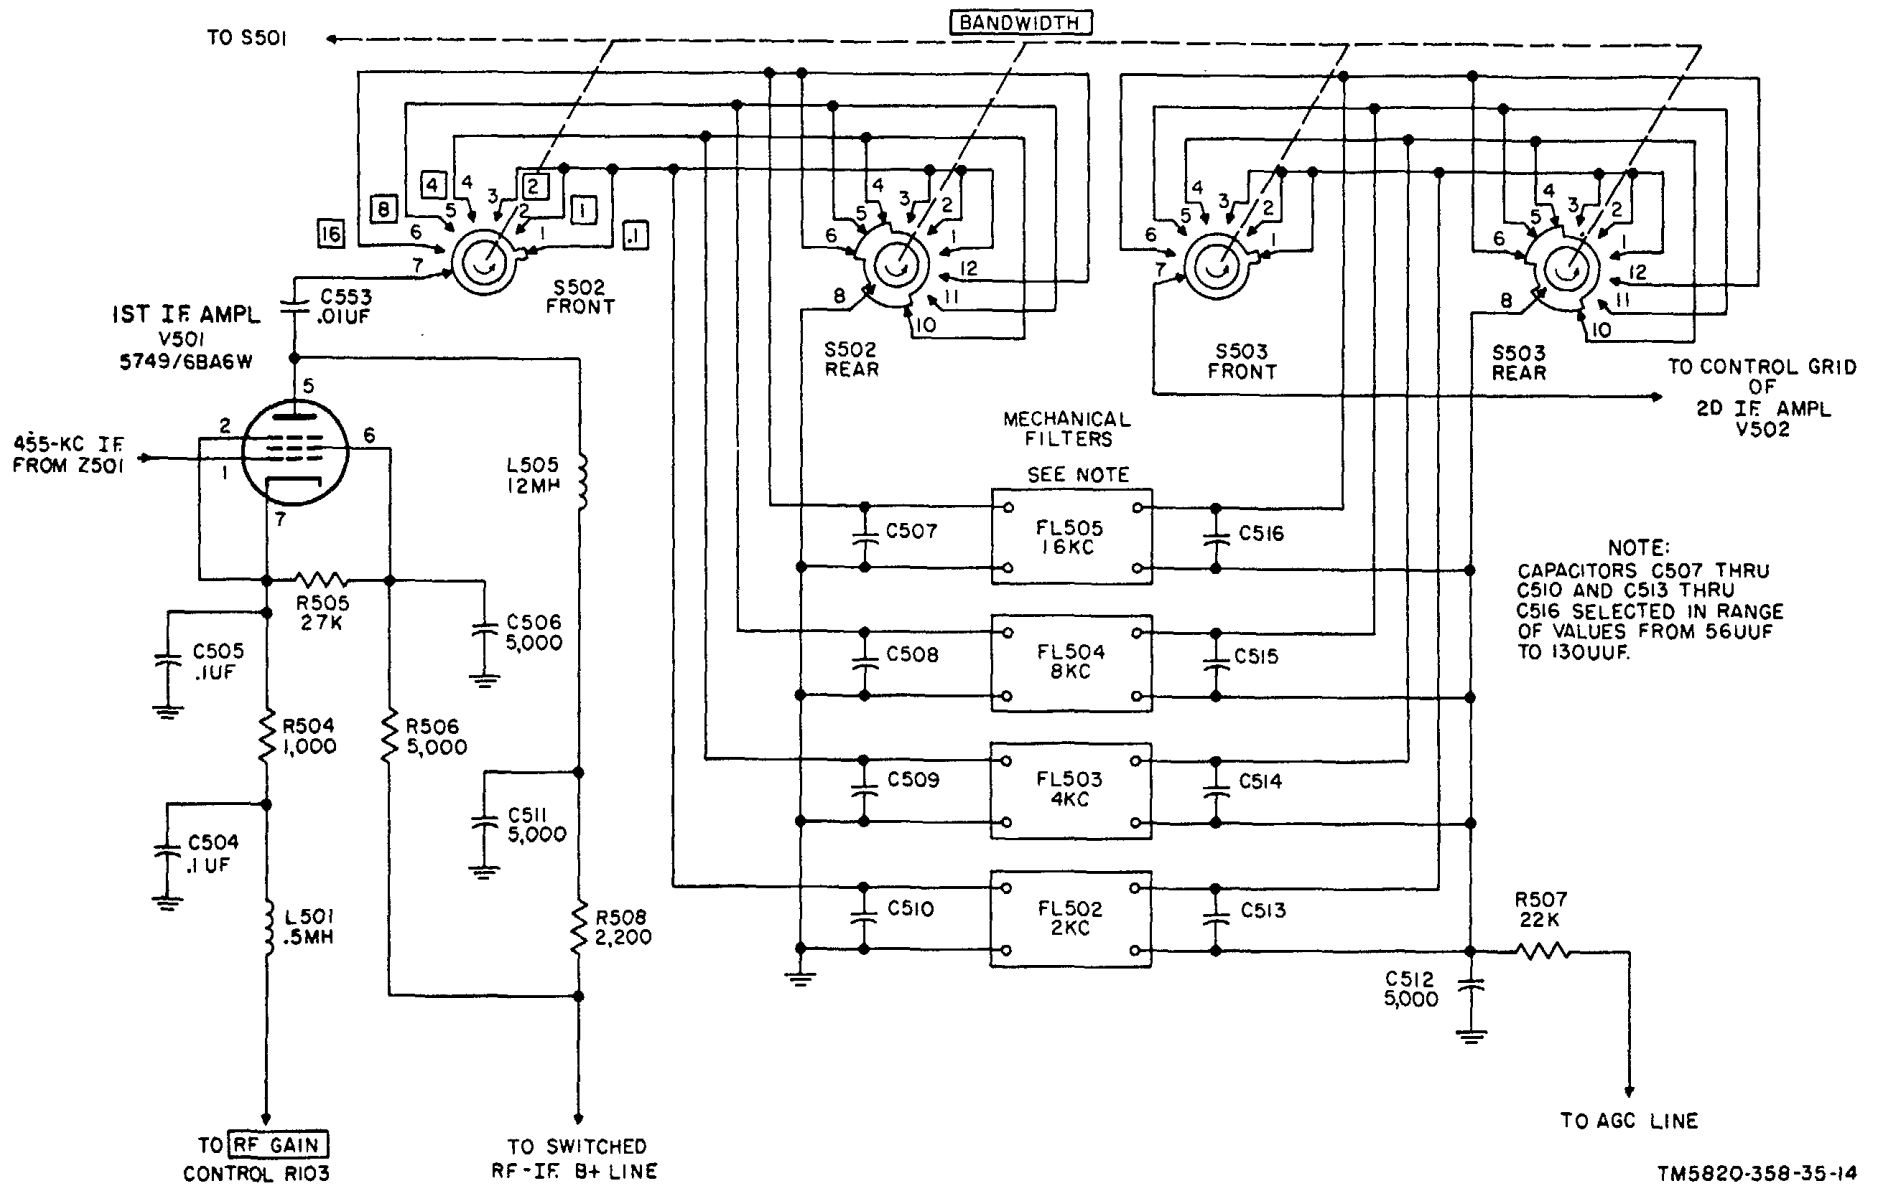 BANDWIDTH
TO S501
16
8
4
2
1
.1
6
5
4
3
2
1
7
S502
FRONT
6
5
4
3
2
1
12
11
10
8
S502
REAR
6
5
4
3
2
1
7
S503
FRONT
6
5
4
3
2
1
12
11
10
8
S503
REAR
C553
.01UF
1ST I.F. AMPL
V501
5749/6BA6W
5
2
6
1
7
455-KC I.F.
FROM Z501
L505
12MH
TO CONTROL GRID
OF
2D I.F. AMPL
V502
MECHANICAL
FILTERS
SEE NOTE
C507
FL505
16KC
C516
C508
FL504
8KC
C515
C509
FL503
4KC
C514
C510
FL502
2KC
C513
NOTE:
CAPACITORS C507 THRU
C510 AND C513 THRU
C516 SELECTED IN RANGE
OF VALUES FROM 56UUF
TO 130UUF.
R505
27K
C506
5,000
C505
.1UF
R504
1,000
R506
5,000
C504
.1UF
C511
5,000
L501
.5MH
R508
2,200
R507
22K
C512
5,000
TO RF GAIN
CONTROL R103
TO SWITCHED
RF-I.F. B+ LINE
TO AGC LINE
TM5820-358-35-14